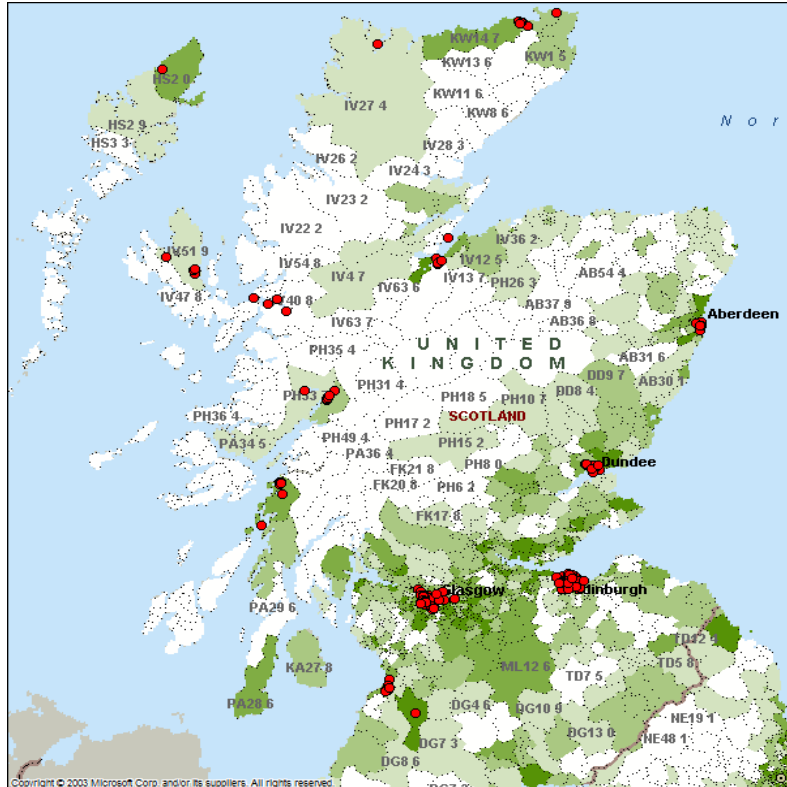 KW14 7
KW13 6
KW1 5
HS2 0
KW11 6
IV27 4
KW8 6
N o r
HS2 9
HS3 3
IV28 3
IV26 2
IV24 3
IV23 2
IV22 2
IV36 2
IV51 9
IV54 8
IV12 5
IV4 7
IV13 7
AB54 4
PH26 3
IV47 8
IV40 8
IV63 6
AB37 9
AB36 8
Aberdeen
IV63 7
UNITED
KINGDOM
PH35 4
AB31 6
DD9 7
AB30 1
PH31 4
DD8 4
PH18 5
PH10 7
PH36 4
SCOTLAND
PH17 2
PH49 4
PA34 5
PH15 2
PA36 4
FK21 8
PH8 0
Dundee
FK20 8
PH6 2
FK17 8
Glasgow
Edinburgh
PA29 6
KA27 8
ML12 6
TD5 8
TD7 5
PA28 6
DG4 6
DG10 9
NE19 1
DG13 0
DG7 3
NE48 1
DG8 6
Copyright © 2003 Microsoft Corp. and/or its suppliers. All rights reserved.